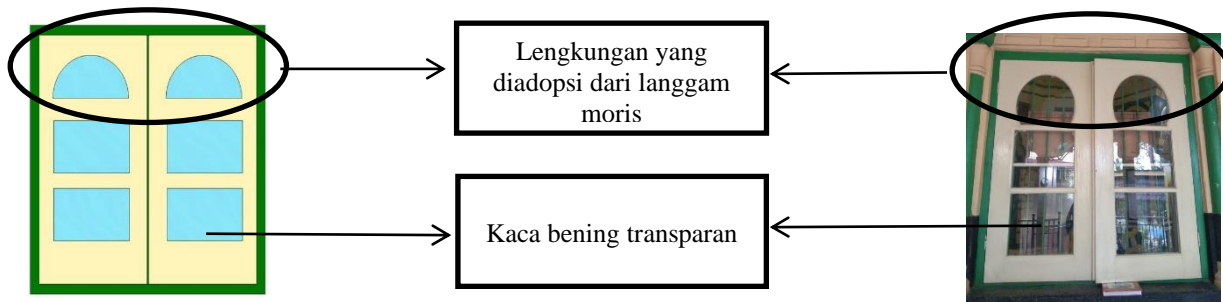 Lengkungan yang
diadopsi dari langgam
moris
Kaca bening transparan